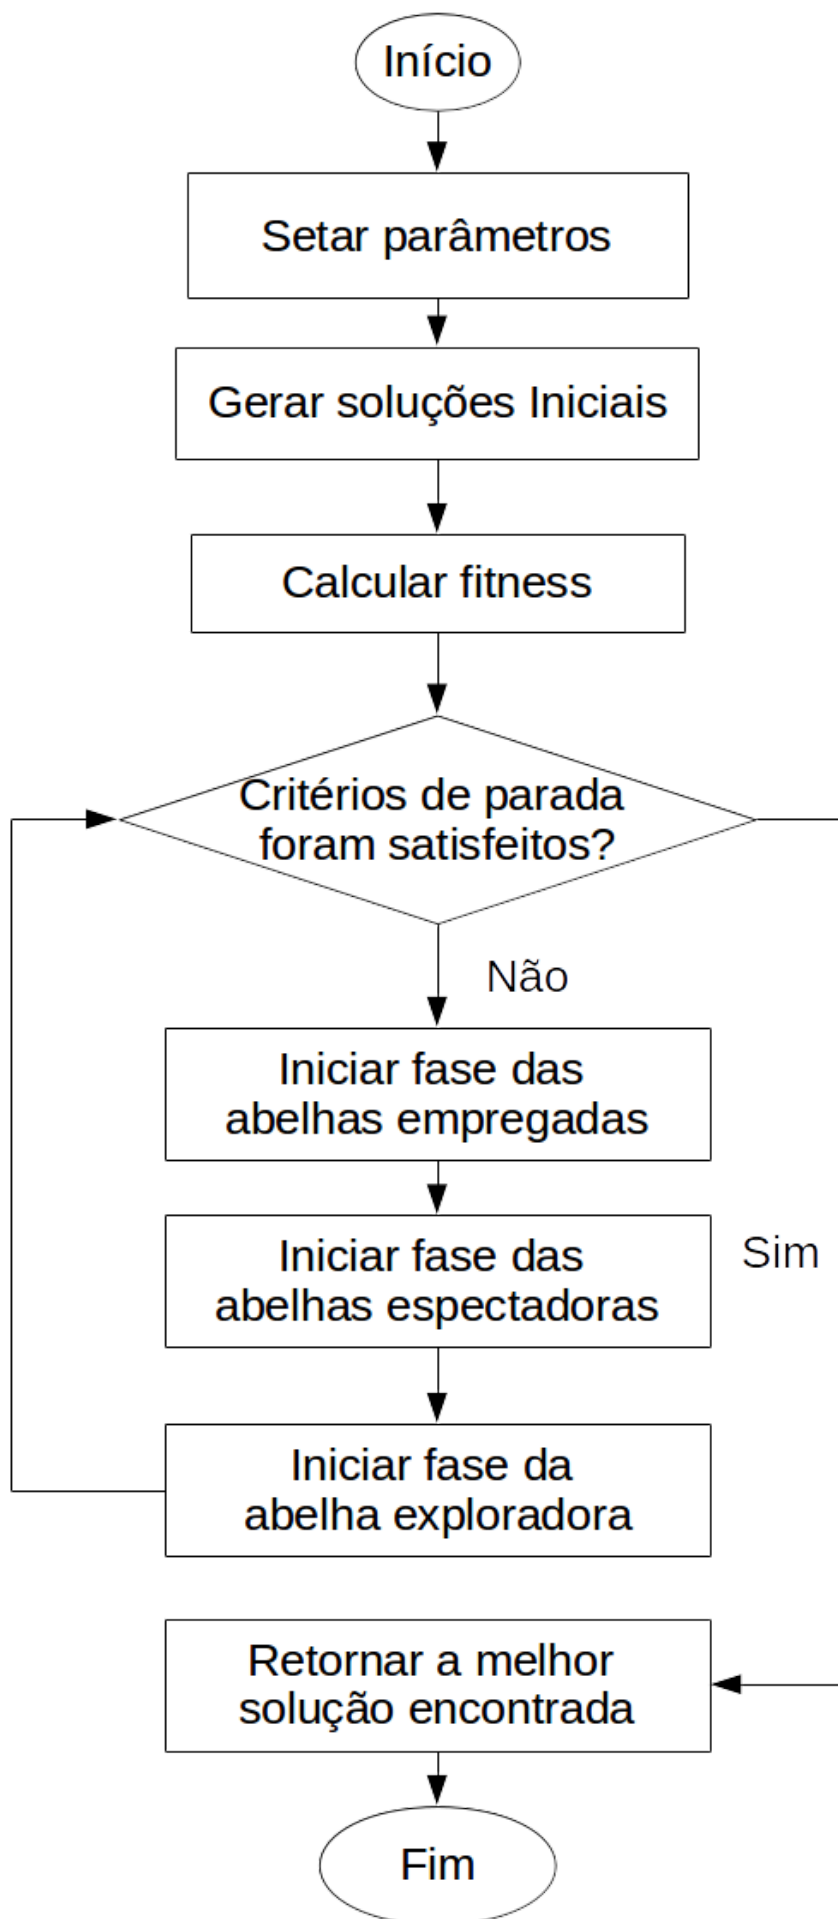 Início
Setar parâmetros
Gerar soluções Iniciais
Calcular fitness
Critérios de parada
foram satisfeitos?
Não
Iniciar fase das
abelhas empregadas
Iniciar fase das
abelhas espectadoras
Sim
Iniciar fase da
abelha exploradora
Retornar a melhor
solução encontrada
Fim